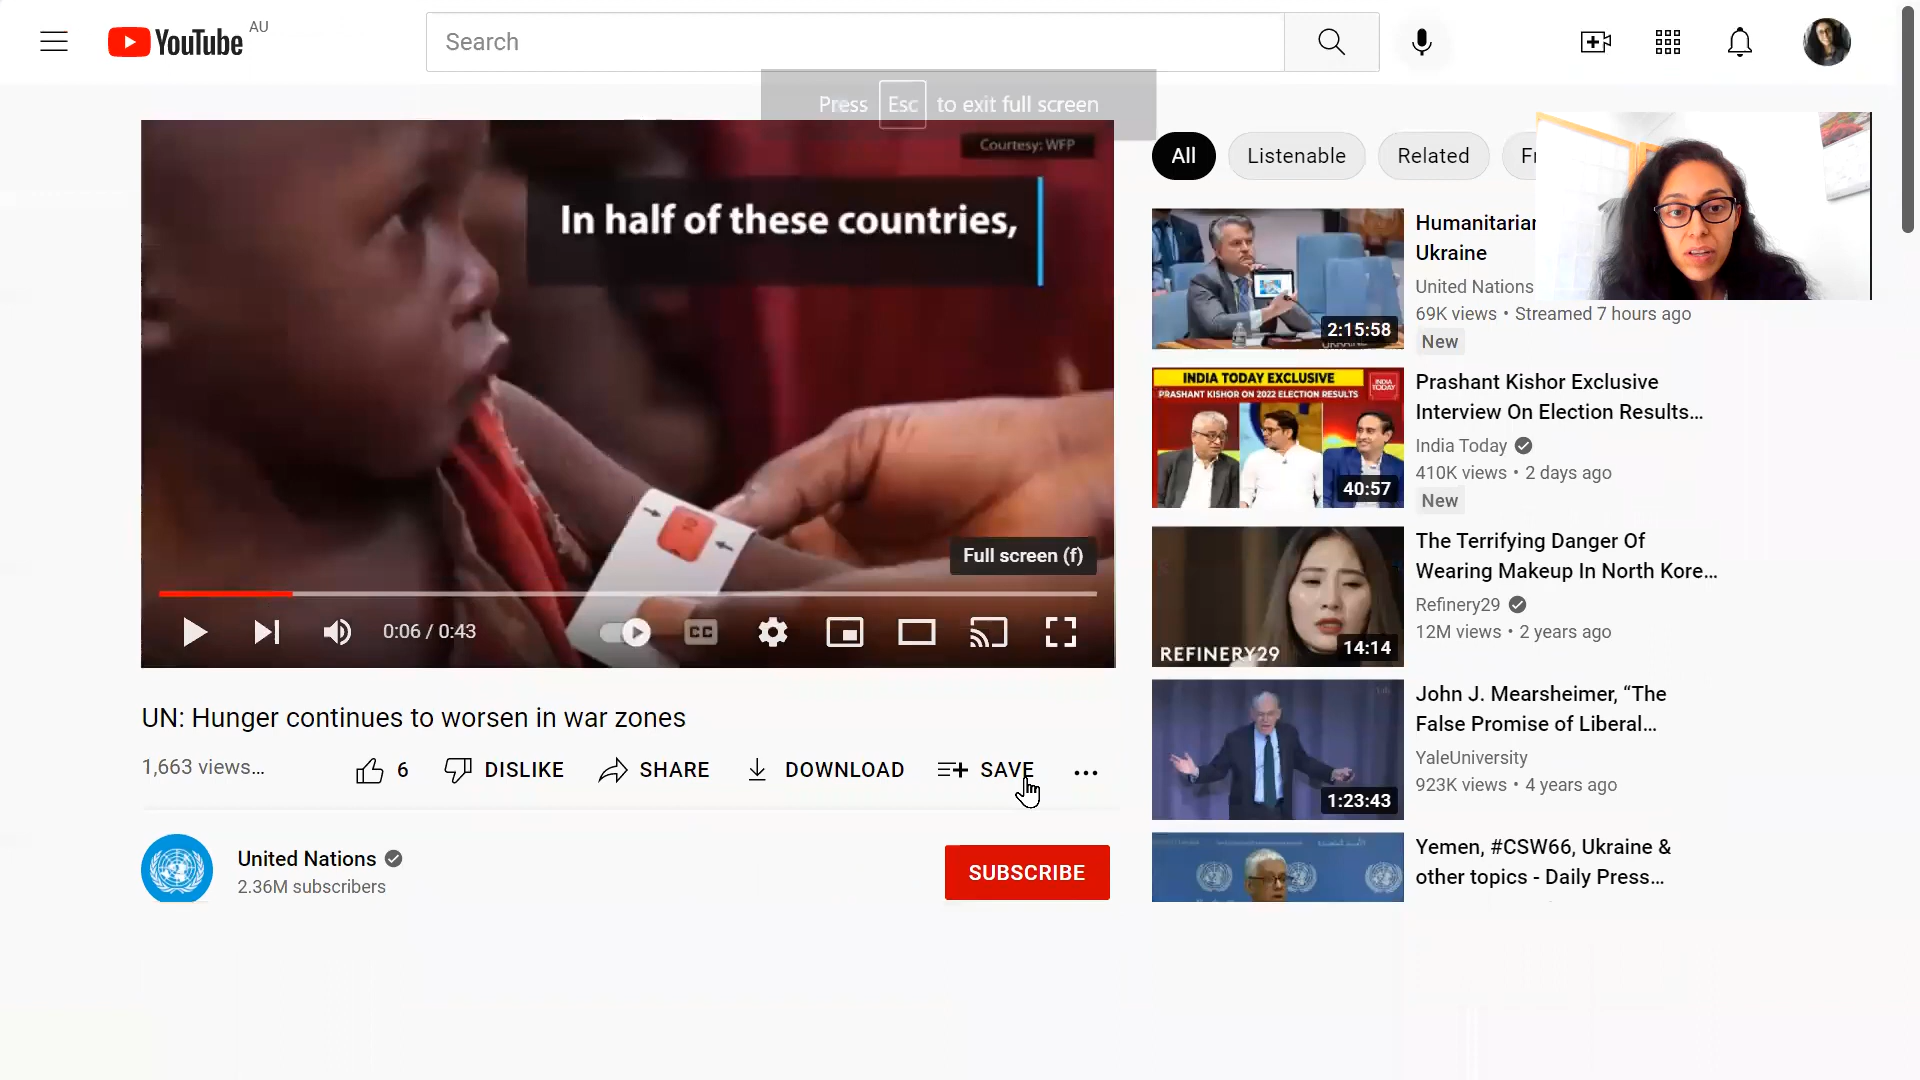 YouTube AU
Search
Press Esc to exit full screen
Courtesy: WFP
In half of these countries,
Full screen (f)
0:06 / 0:43
CC
UN: Hunger continues to worsen in war zones
1,663 views...
6
DISLIKE
SHARE
DOWNLOAD
SAVE
United Nations
2.36M subscribers
SUBSCRIBE
All
Listenable
Related
2:15:58
Humanitarian
Ukraine
United Nations
69K views • Streamed 7 hours ago
New
INDIA TODAY EXCLUSIVE
PRASHANT KISHOR ON 2022 ELECTION RESULTS
INDIA
TODAY
40:57
Prashant Kishor Exclusive
Interview On Election Results...
India Today
410K views • 2 days ago
New
REFINERY29
14:14
The Terrifying Danger Of
Wearing Makeup In North Kore...
Refinery29
12M views • 2 years ago
1:23:43
John J. Mearsheimer, “The
False Promise of Liberal...
YaleUniversity
923K views • 4 years ago
Yemen, #CSW66, Ukraine &
other topics - Daily Press...